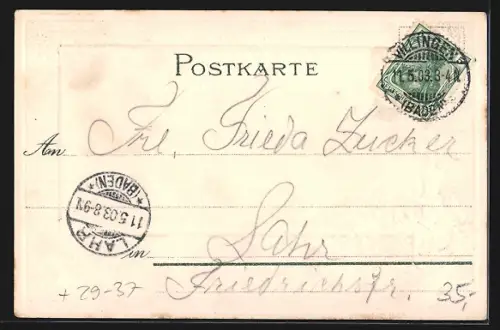 POSTKARTE
VILLINGEN
11.5.03.3-4N
*(BADEN)*
An Frl. Frieda Zucker
*(BADEN)*
11.5.03.8-9N
LAHR
in Lahr
Friedrichstr.
+ 29-37
35,-